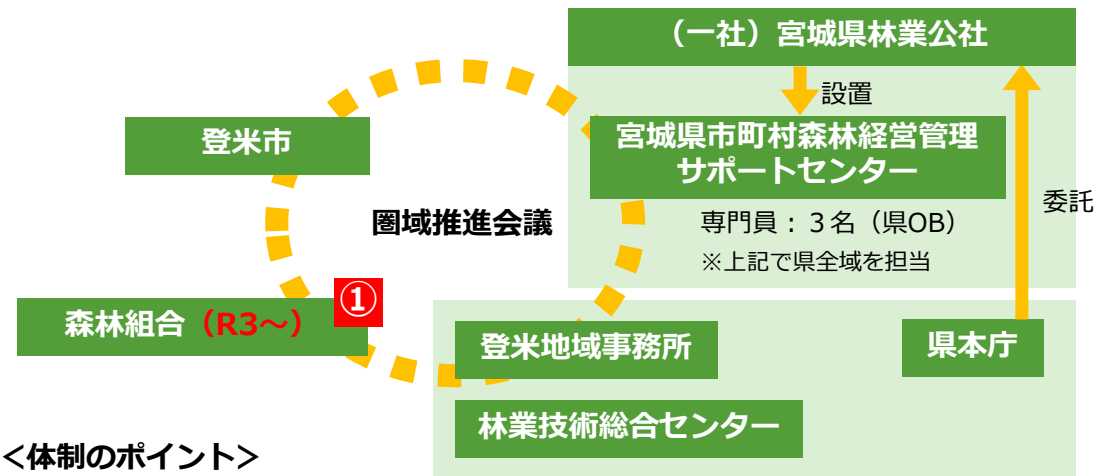 （一社）宮城県林業公社
設置
宮城県市町村森林経営管理
サポートセンター
登米市
委託
圏域推進会議
専門員：３名（県OB）
※上記で県全域を担当
①
森林組合（R3～）
登米地域事務所
県本庁
林業技術総合センター
＜体制のポイント＞